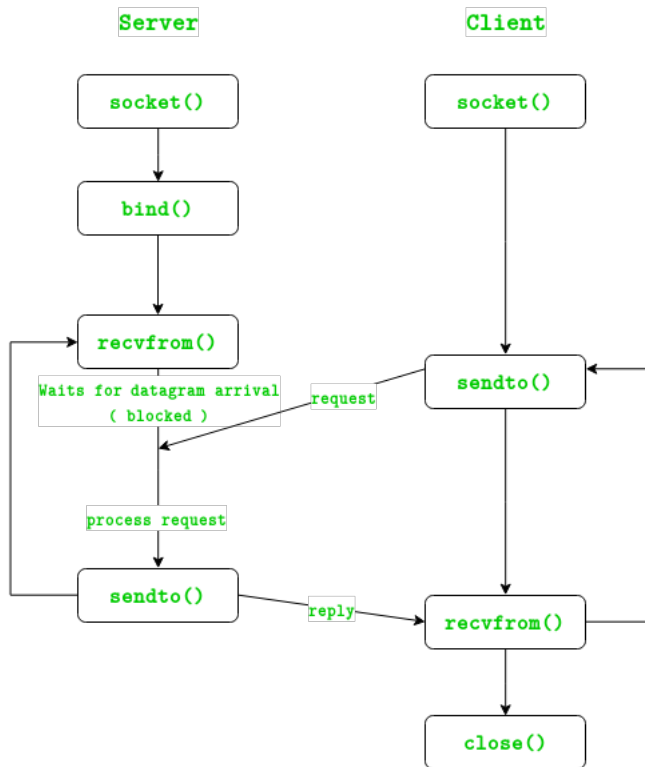 Server
Client
socket()
socket()
bind()
recvfrom()
Waits for datagram arrival
( blocked )
request
sendto()
process request
sendto()
reply
recvfrom()
close()